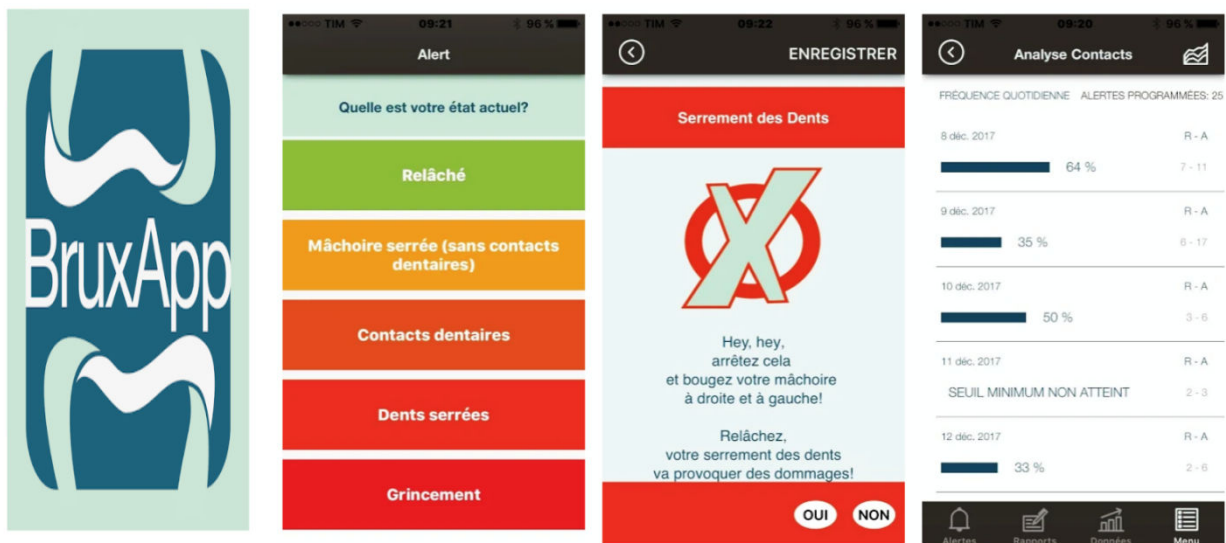 BruxApp
TIM 09:21 96 %
Alert
Quelle est votre état actuel?
Relâché
Mâchoire serrée (sans contacts
dentaires)
Contacts dentaires
Dents serrées
Grincement
TIM 09:22 96 %
ENREGISTRER
Serrement des Dents
X
Hey, hey,
arrêtez cela
et bougez votre mâchoire
à droite et à gauche!
Relâchez,
votre serrement des dents
va provoquer des dommages!
OUI NON
TIM 09:20 96 %
Analyse Contacts
FRÉQUENCE QUOTIDIENNE ALERTES PROGRAMMÉES: 25
8 déc. 2017 R - A
64 % 7 - 11
9 déc. 2017 R - A
35 % 6 - 17
10 déc. 2017 R - A
50 % 3 - 6
11 déc. 2017 R - A
SEUIL MINIMUM NON ATTEINT 2 - 3
12 déc. 2017 R - A
33 % 2 - 6
Alertes Rapports Données Menu